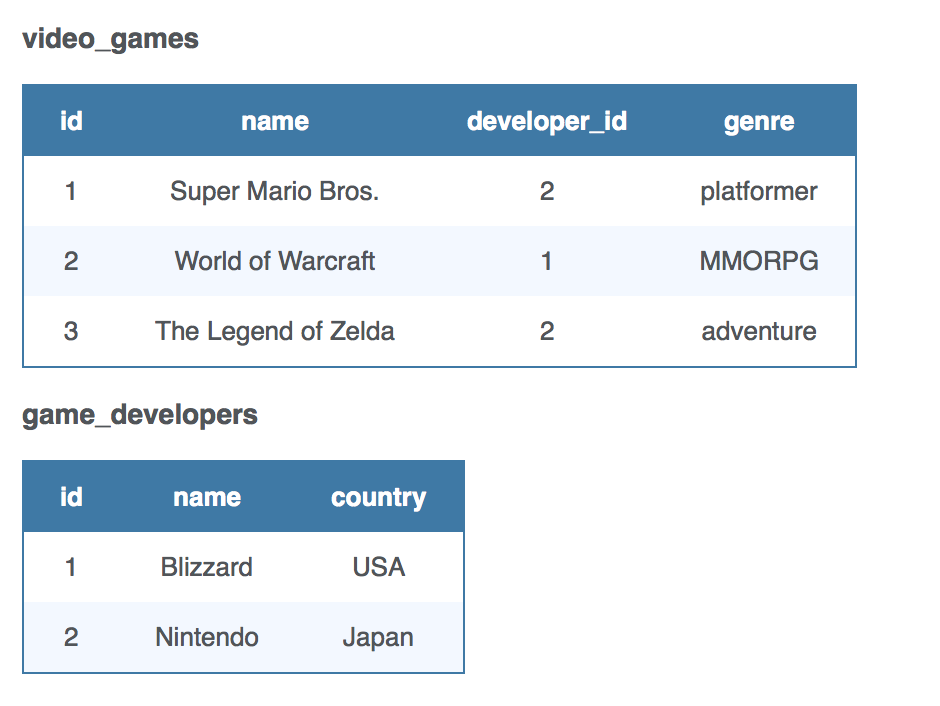 video_games
id name developer_id genre
1 Super Mario Bros. 2 platformer
2 World of Warcraft 1 MMORPG
3 The Legend of Zelda 2 adventure
game_developers
id name country
1 Blizzard USA
2 Nintendo Japan